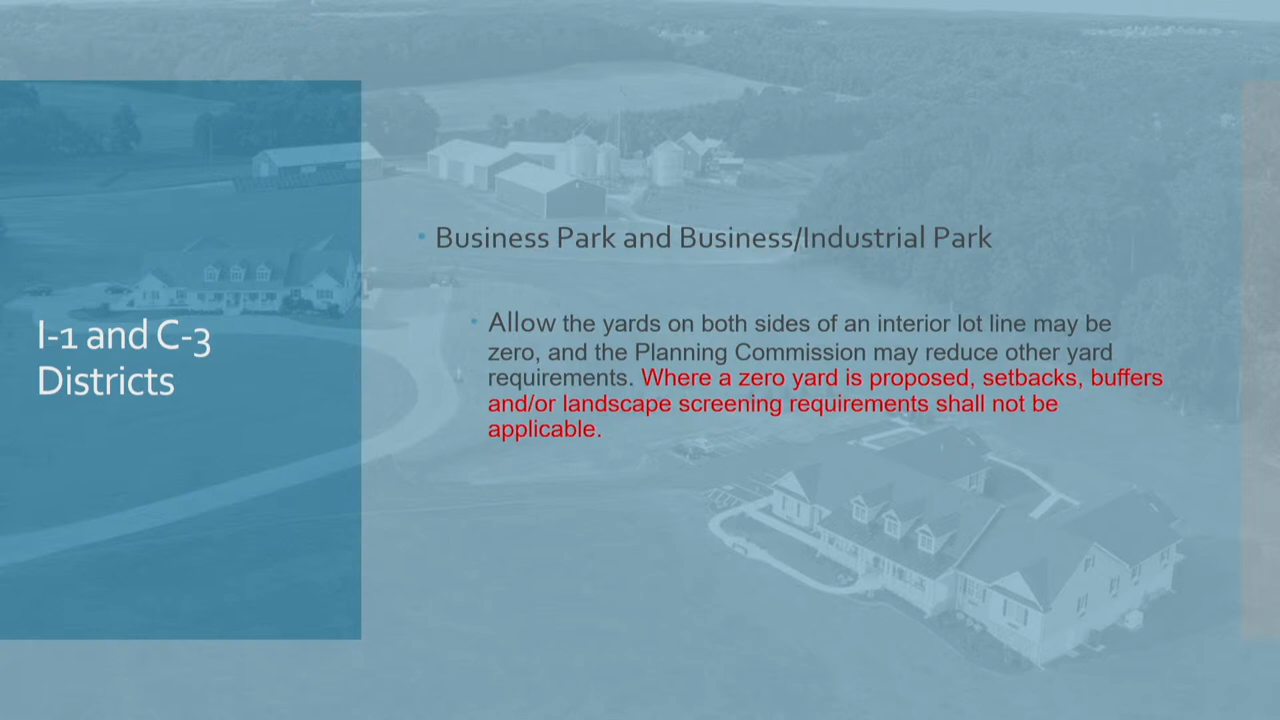 I-1 and C-3
Districts
Business Park and Business/Industrial Park
Allow the yards on both sides of an interior lot line may be
zero, and the Planning Commission may reduce other yard
requirements. Where a zero yard is proposed, setbacks, buffers
and/or landscape screening requirements shall not be
applicable.